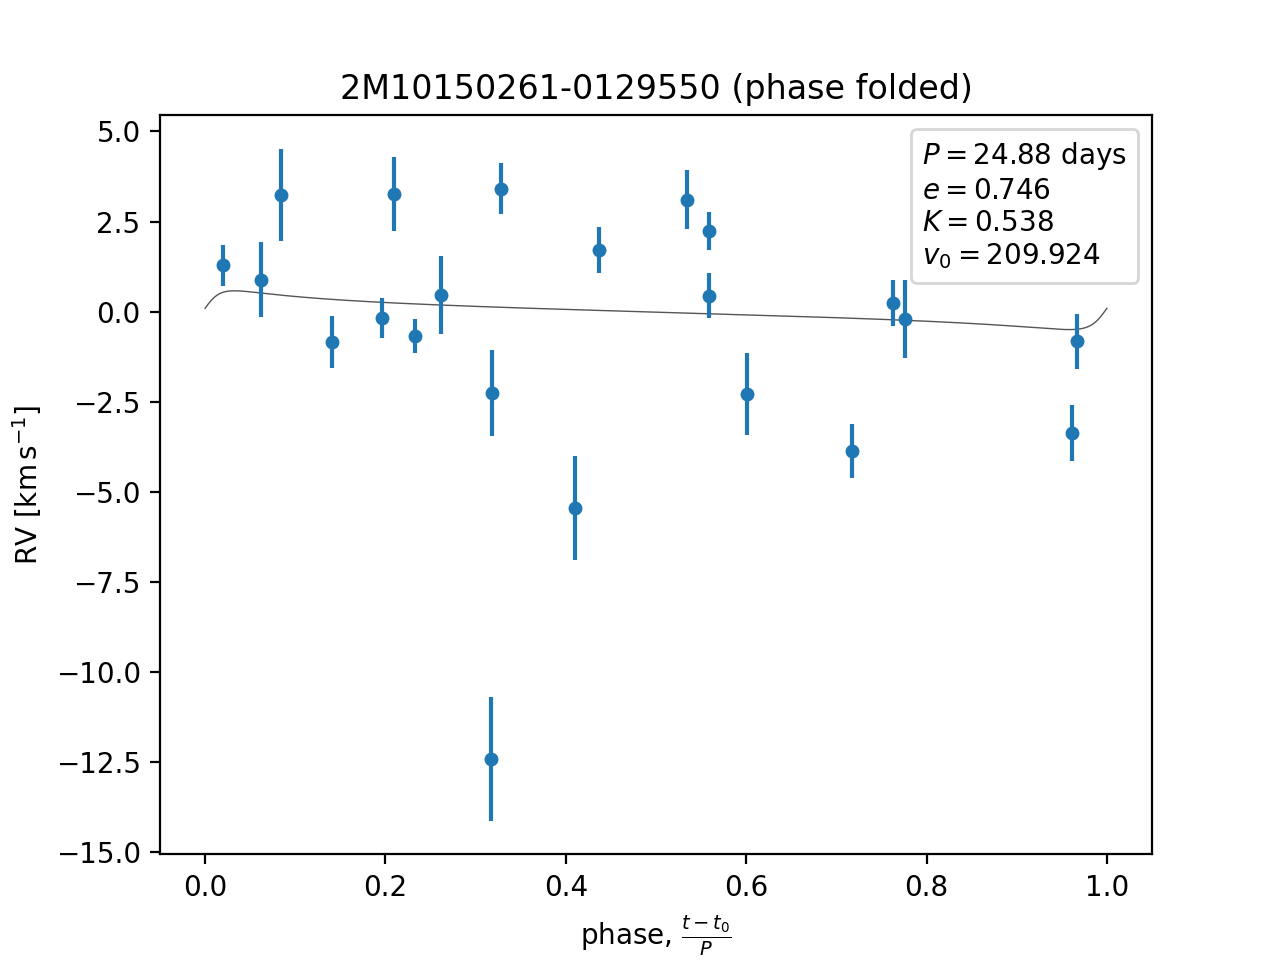 2M10150261-0129550 (phase folded)
P = 24.88 days
e = 0.746
K = 0.538
v₀ = 209.924
5.0
2.5
0.0
−2.5
−5.0
−7.5
−10.0
−12.5
−15.0
RV [km s⁻¹]
0.0 0.2 0.4 0.6 0.8 1.0
phase, (t − t₀)/P